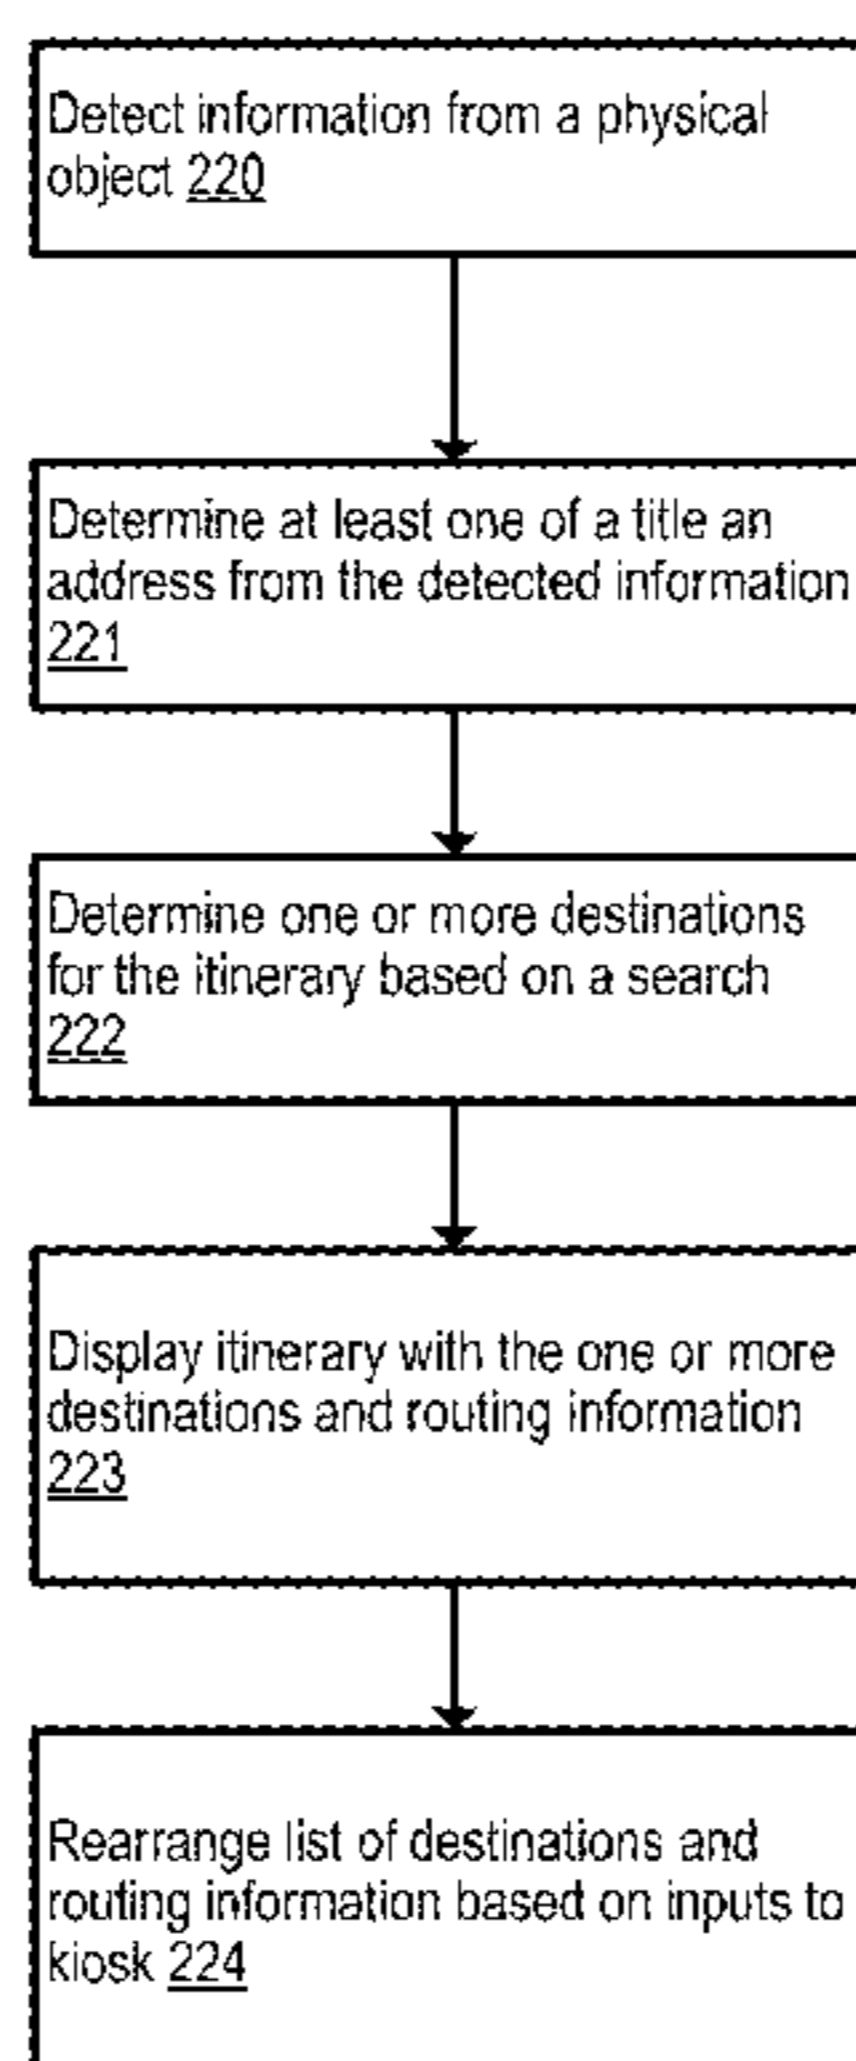 Detect information from a physical
object 220
Determine at least one of a title an
address from the detected information
221
Determine one or more destinations
for the itinerary based on a search
222
Display itinerary with the one or more
destinations and routing information
223
Rearrange list of destinations and
routing information based on inputs to
kiosk 224